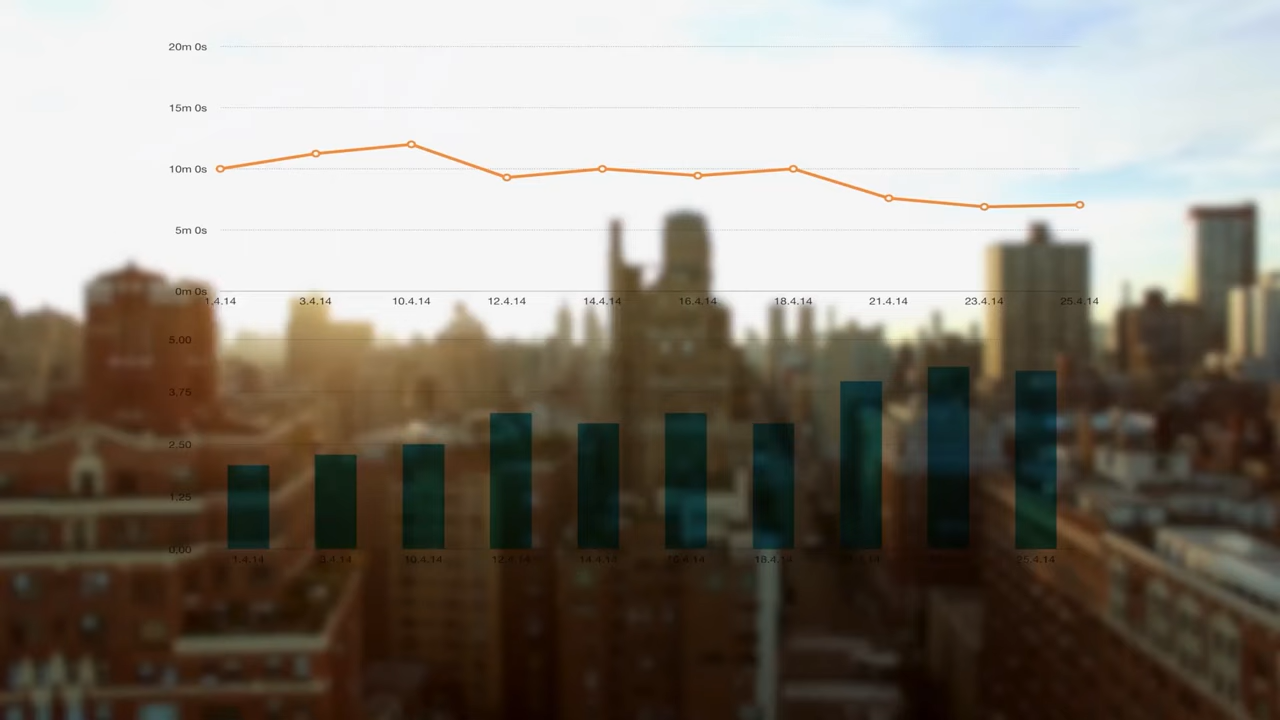 20m 0s
15m 0s
10m 0s
5m 0s
0m 0s
1.4.14 3.4.14 10.4.14 12.4.14 14.4.14 16.4.14 18.4.14 21.4.14 23.4.14 25.4.14
5.00
3,75
2,50
1,25
0,00
1.4.14 3.4.14 10.4.14 12.4.14 14.4.14 16.4.14 18.4.14 25.4.14